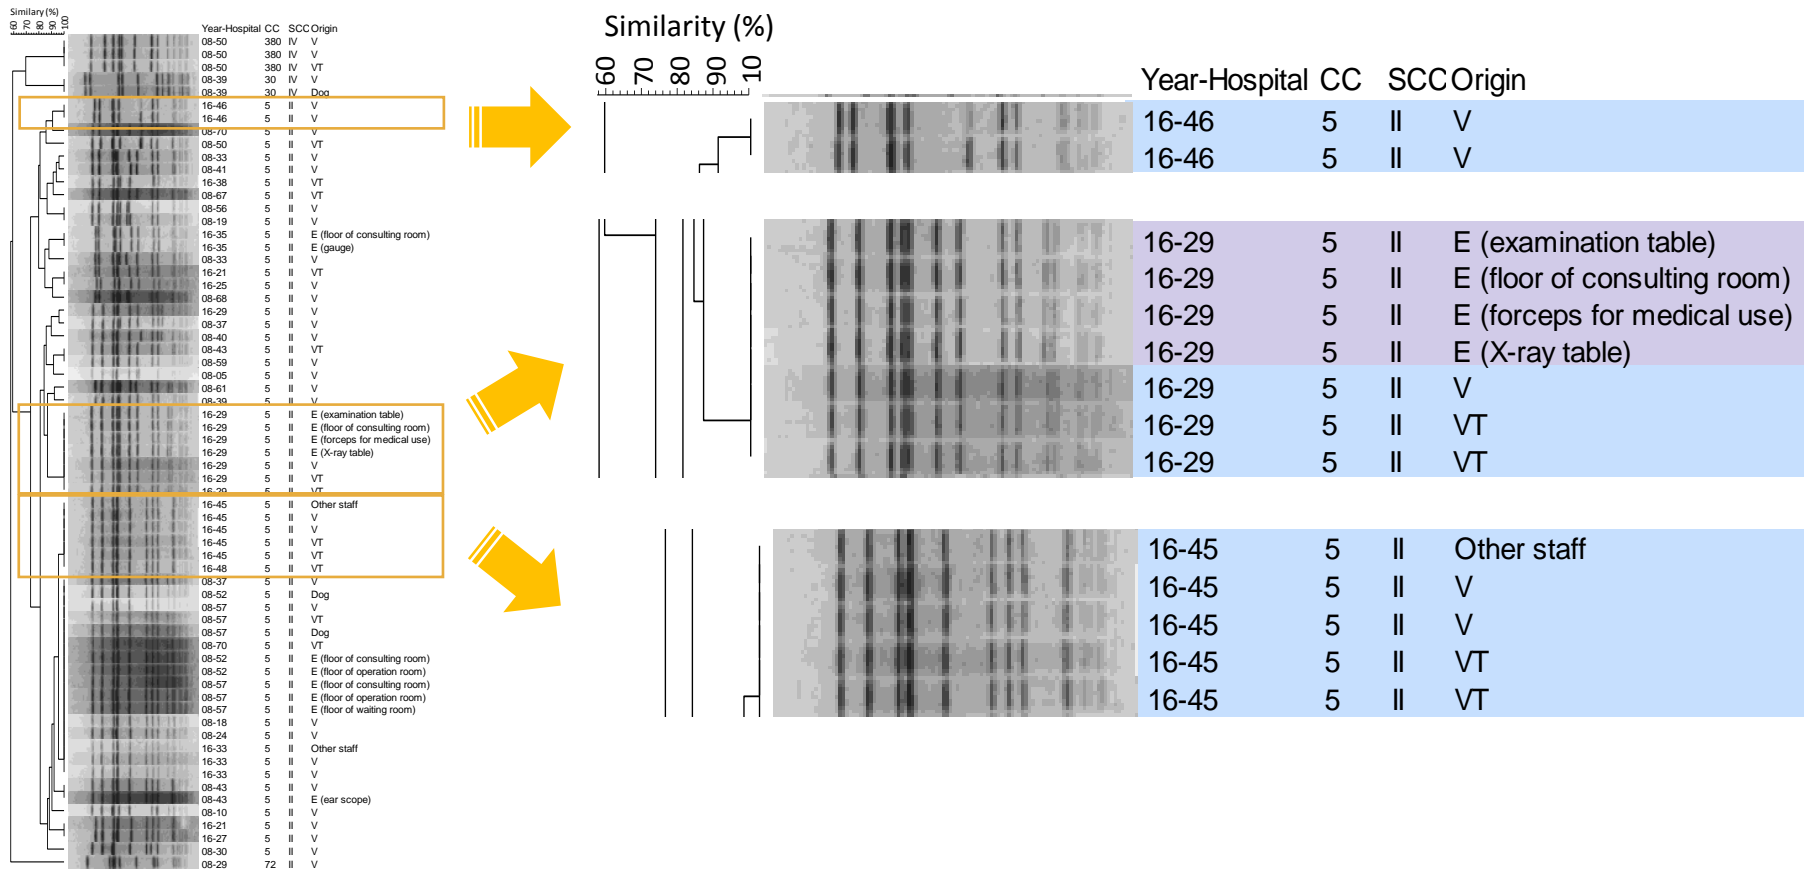 Similary (%)
60 70 80 90 100
Year-Hospital CC SCC Origin
08-50 380 IV V
08-50 380 IV V
08-50 380 IV VT
08-39 30 IV V
08-39 30 IV Dog
16-46 5 II V
16-46 5 II V
08-70 5 II V
08-50 5 II VT
08-33 5 II V
08-41 5 II V
16-38 5 II VT
08-67 5 II VT
08-56 5 II V
08-19 5 II V
16-35 5 II E (floor of consulting room)
16-35 5 II E (gauge)
08-33 5 II V
16-21 5 II VT
16-25 5 II V
08-68 5 II V
16-29 5 II V
08-37 5 II V
08-40 5 II V
08-43 5 II VT
08-59 5 II V
08-05 5 II V
08-61 5 II V
08-39 5 II V
16-29 5 II E (examination table)
16-29 5 II E (floor of consulting room)
16-29 5 II E (forceps for medical use)
16-29 5 II E (X-ray table)
16-29 5 II V
16-29 5 II VT
16-29 5 II VT
16-45 5 II Other staff
16-45 5 II V
16-45 5 II V
16-45 5 II VT
16-45 5 II VT
16-48 5 II VT
08-37 5 II V
08-52 5 II Dog
08-57 5 II V
08-57 5 II VT
08-57 5 II Dog
08-70 5 II VT
08-52 5 II E (floor of consulting room)
08-52 5 II E (floor of operation room)
08-57 5 II E (floor of consulting room)
08-57 5 II E (floor of operation room)
08-57 5 II E (floor of waiting room)
08-18 5 II V
08-24 5 II V
16-33 5 II Other staff
16-33 5 II V
16-33 5 II V
08-43 5 II V
08-43 5 II E (ear scope)
08-10 5 II V
16-21 5 II V
16-27 5 II V
08-30 5 II V
08-29 72 II V
Similarity (%)
60 70 80 90 10
Year-Hospital CC SCC Origin
16-46 5 II V
16-46 5 II V
16-29 5 II E (examination table)
16-29 5 II E (floor of consulting room)
16-29 5 II E (forceps for medical use)
16-29 5 II E (X-ray table)
16-29 5 II V
16-29 5 II VT
16-29 5 II VT
16-45 5 II Other staff
16-45 5 II V
16-45 5 II V
16-45 5 II VT
16-45 5 II VT